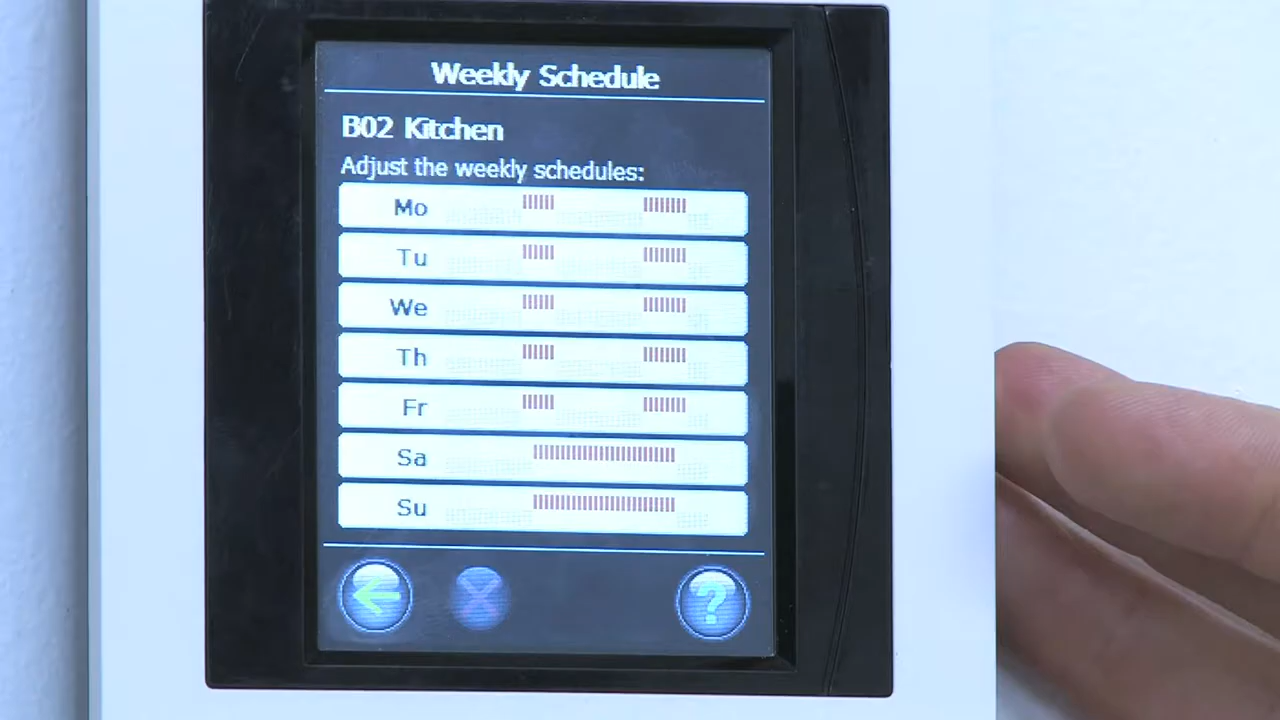 Weekly Schedule
B02 Kitchen
Adjust the weekly schedules:
Mo
Tu
We
Th
Fr
Sa
Su
?